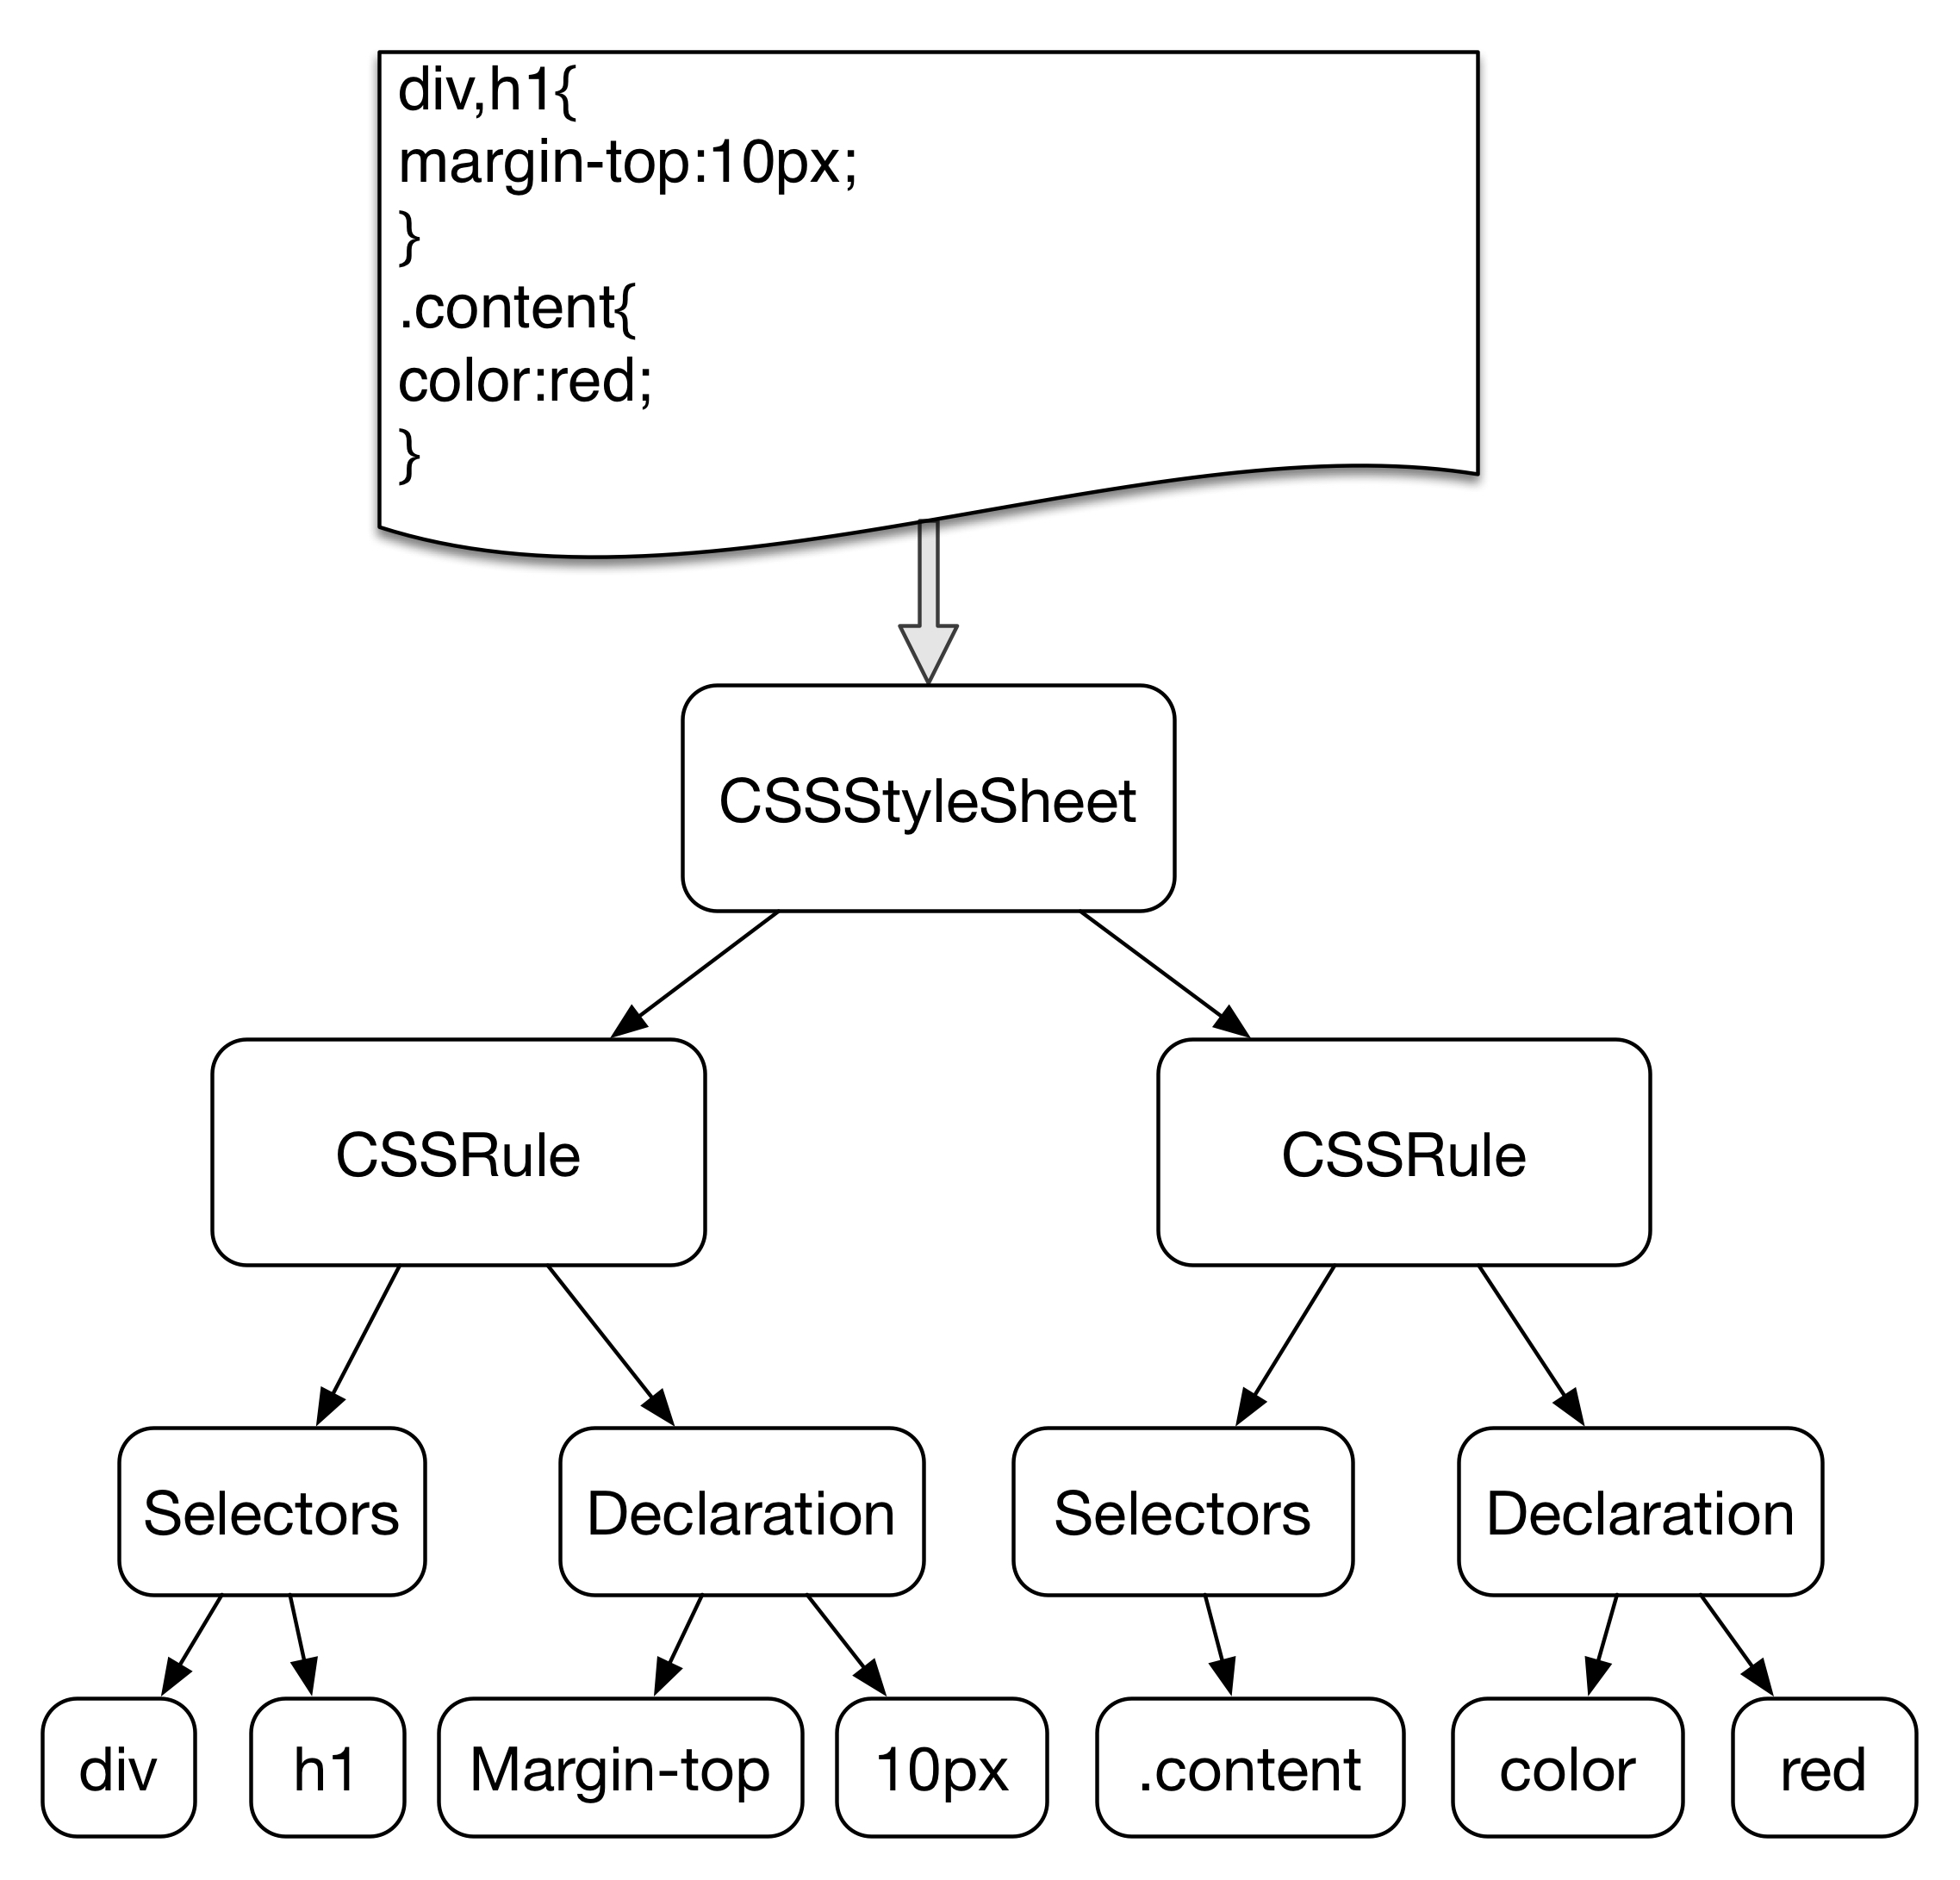 div,h1{
margin-top:10px;
}
.content{
color:red;
}
CSSStyleSheet
CSSRule
CSSRule
Selectors
Declaration
Selectors
Declaration
div
h1
Margin-top
10px
.content
color
red